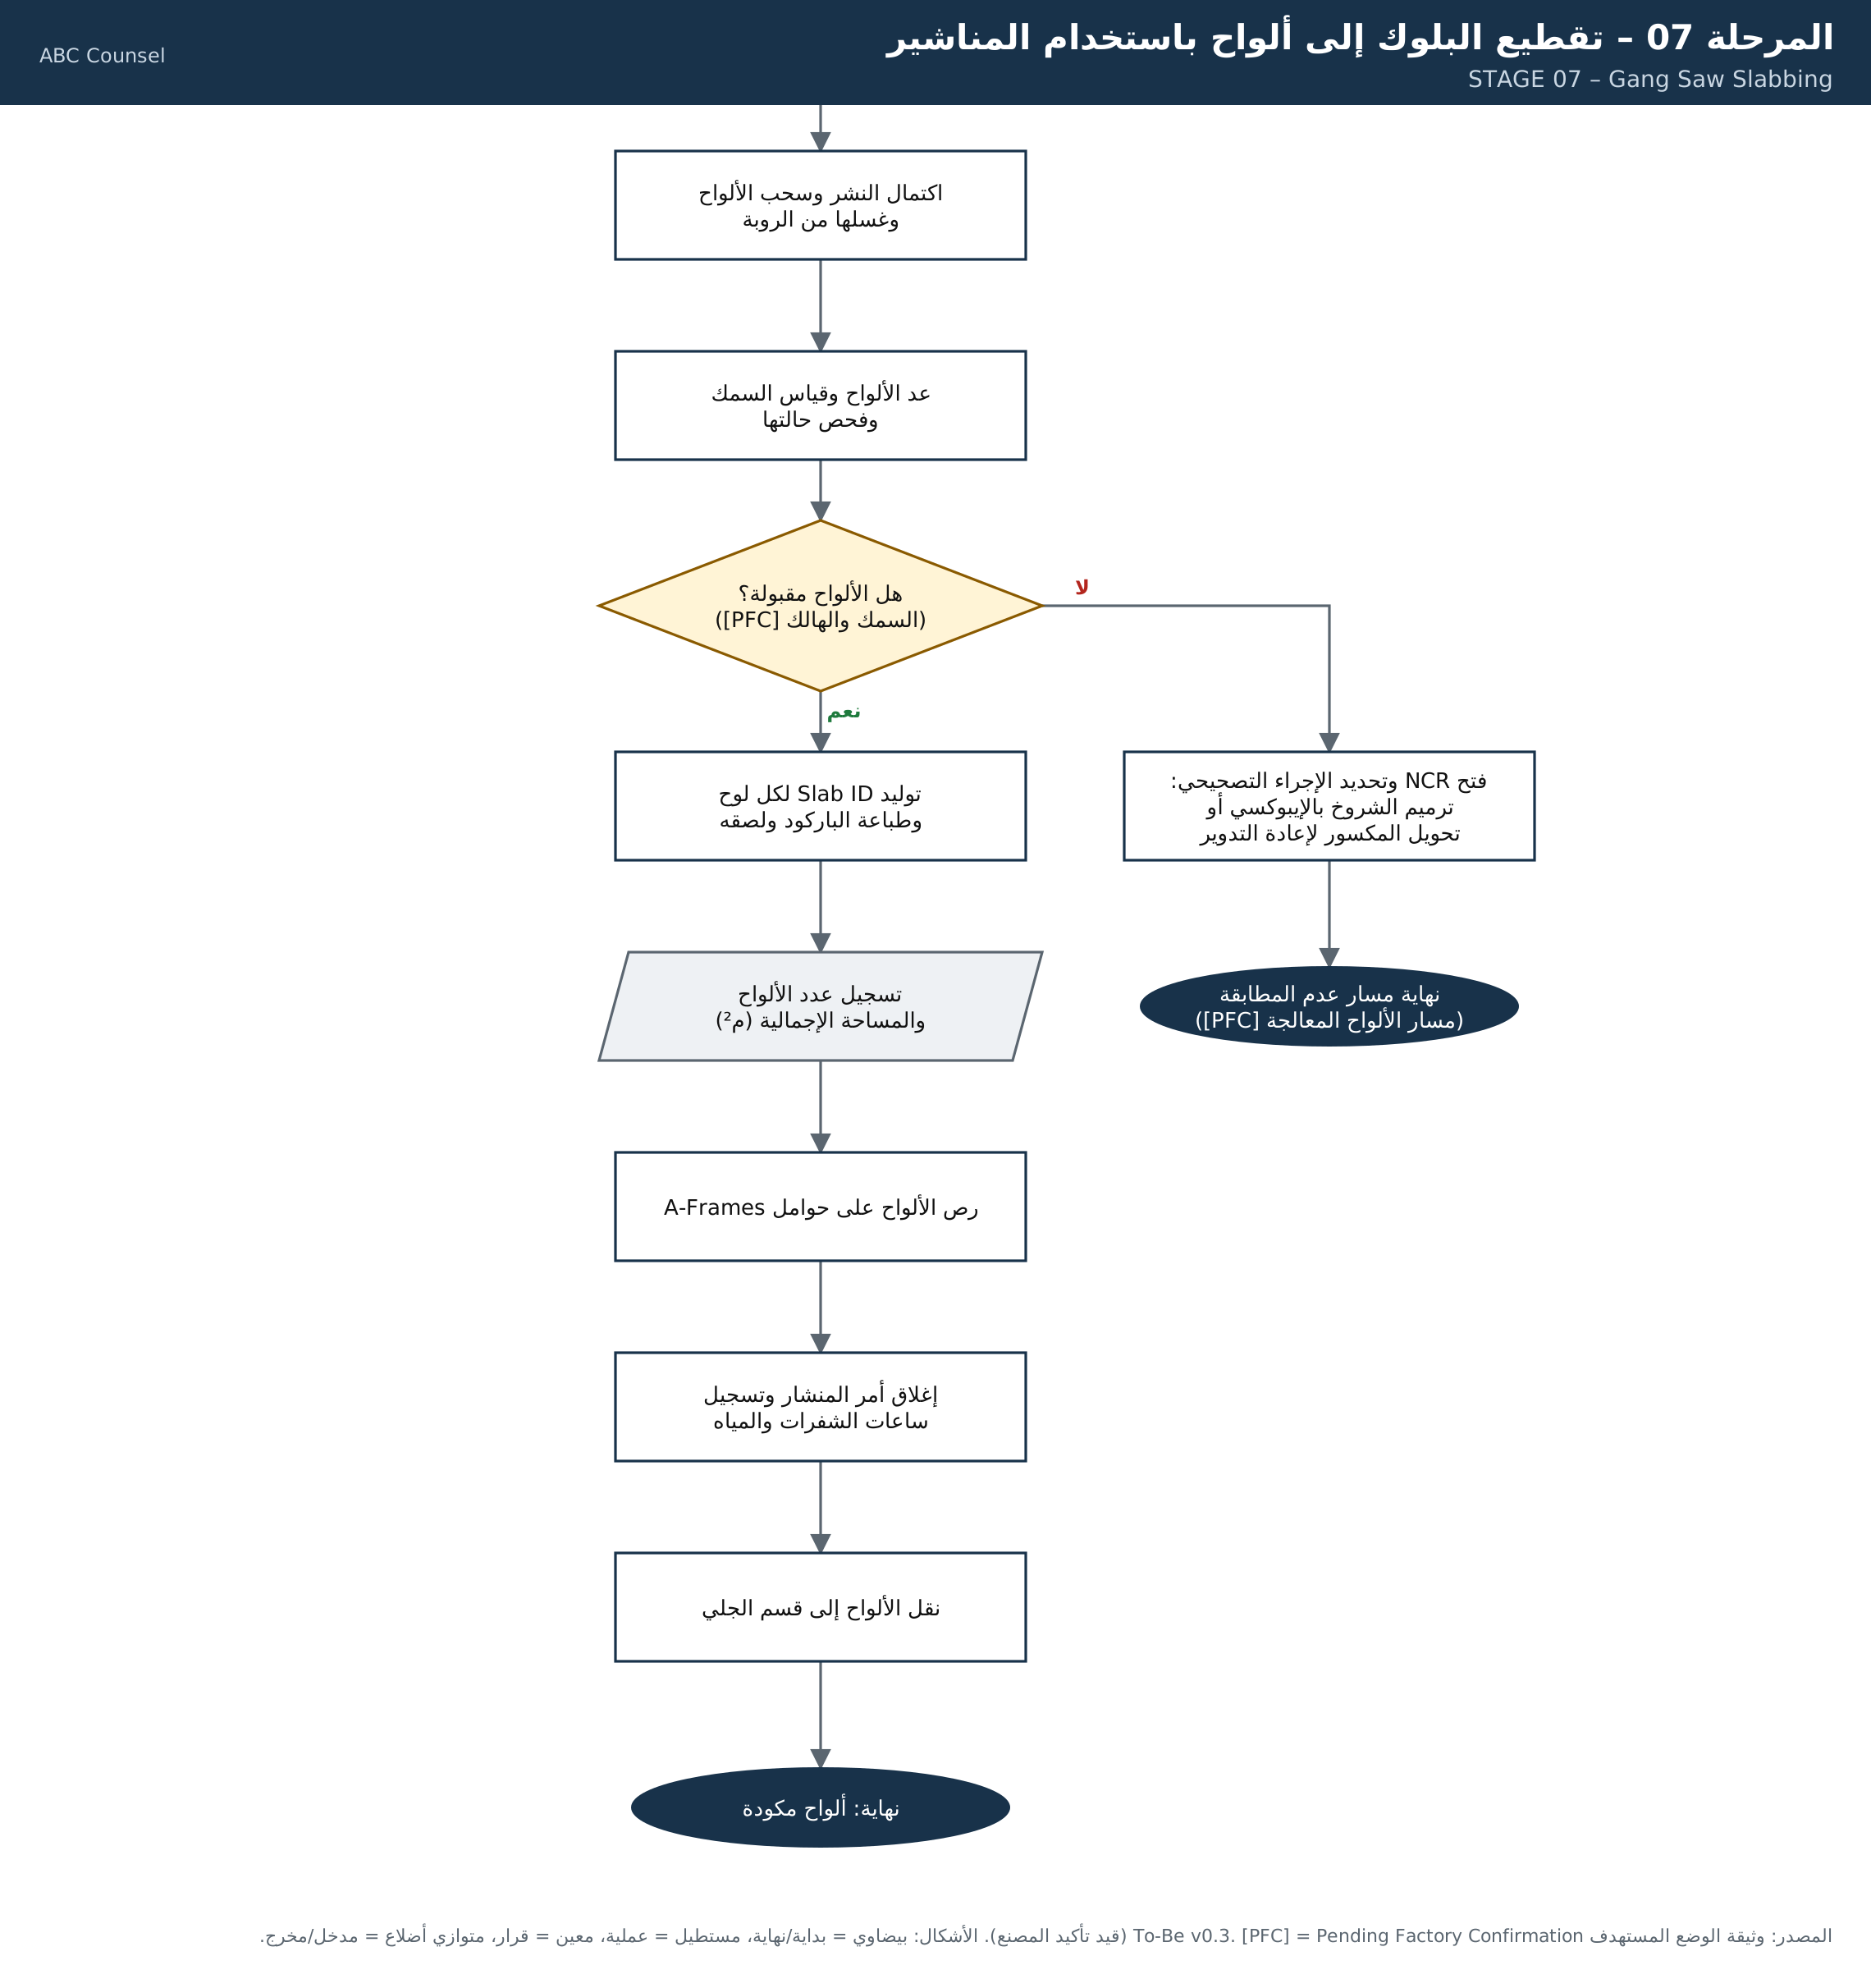 المرحلة 07 – تقطيع البلوك إلى ألواح باستخدام المناشير
STAGE 07 – Gang Saw Slabbing
ABC Counsel
اكتمال النشر وسحب الألواح
وغسلها من الروبة
عد الألواح وقياس السمك
وفحص حالتها
هل الألواح مقبولة؟
(السمك والهالك [PFC])
لا
نعم
توليد Slab ID لكل لوح
وطباعة الباركود ولصقه
فتح NCR وتحديد الإجراء التصحيحي:
ترميم الشروخ بالإيبوكسي أو
تحويل المكسور لإعادة التدوير
تسجيل عدد الألواح
والمساحة الإجمالية (م²)
نهاية مسار عدم المطابقة
(مسار الألواح المعالجة [PFC])
رص الألواح على حوامل A-Frames
إغلاق أمر المنشار وتسجيل
ساعات الشفرات والمياه
نقل الألواح إلى قسم الجلي
نهاية: ألواح مكودة
المصدر: وثيقة الوضع المستهدف To-Be v0.3. [PFC] = Pending Factory Confirmation (قيد تأكيد المصنع). الأشكال: بيضاوي = بداية/نهاية، مستطيل = عملية، معين = قرار، متوازي أضلاع = مدخل/مخرج.